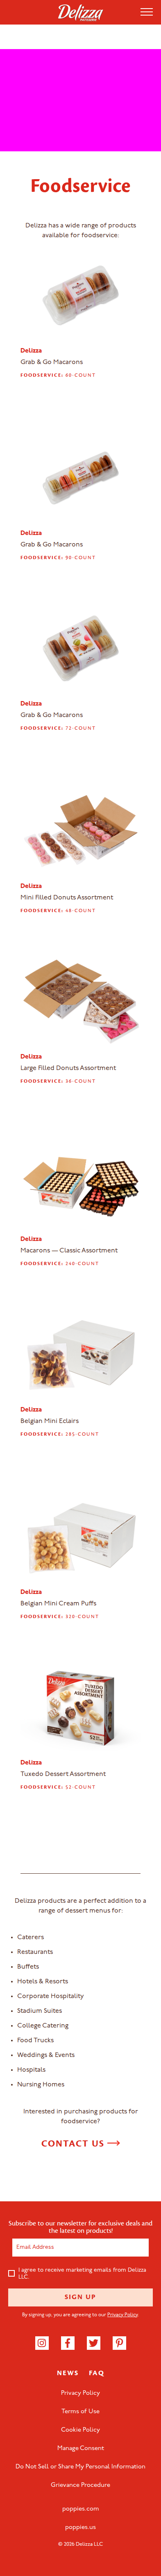 Delizza
Foodservice
Delizza has a wide range of products
available for foodservice:
Delizza
Grab & Go Macarons
FOODSERVICE: 60-COUNT
Delizza
Grab & Go Macarons
FOODSERVICE: 90-COUNT
Delizza
Grab & Go Macarons
FOODSERVICE: 72-COUNT
Delizza
Mini Filled Donuts Assortment
FOODSERVICE: 48-COUNT
Delizza
Large Filled Donuts Assortment
FOODSERVICE: 36-COUNT
Delizza
Macarons — Classic Assortment
FOODSERVICE: 240-COUNT
Delizza
Belgian Mini Eclairs
FOODSERVICE: 285-COUNT
Delizza
Belgian Mini Cream Puffs
FOODSERVICE: 320-COUNT
TUXEDO DESSERT
ASSORTMENT
Delizza
Tuxedo Dessert Assortment
FOODSERVICE: 52-COUNT
Delizza products are a perfect addition to a
range of dessert menus for:
• Caterers
• Restaurants
• Buffets
• Hotels & Resorts
• Corporate Hospitality
• Stadium Suites
• College Catering
• Food Trucks
• Weddings & Events
• Hospitals
• Nursing Homes
Interested in purchasing products for
foodservice?
CONTACT US ⟶
Subscribe to our newsletter for exclusive deals and
the latest on products!
Email Address
I agree to receive marketing emails from Delizza
LLC.
SIGN UP
By signing up, you are agreeing to our Privacy Policy.
NEWS FAQ
Privacy Policy
Terms of Use
Cookie Policy
Manage Consent
Do Not Sell or Share My Personal Information
Grievance Procedure
poppies.com
poppies.us
© 2026 Delizza LLC